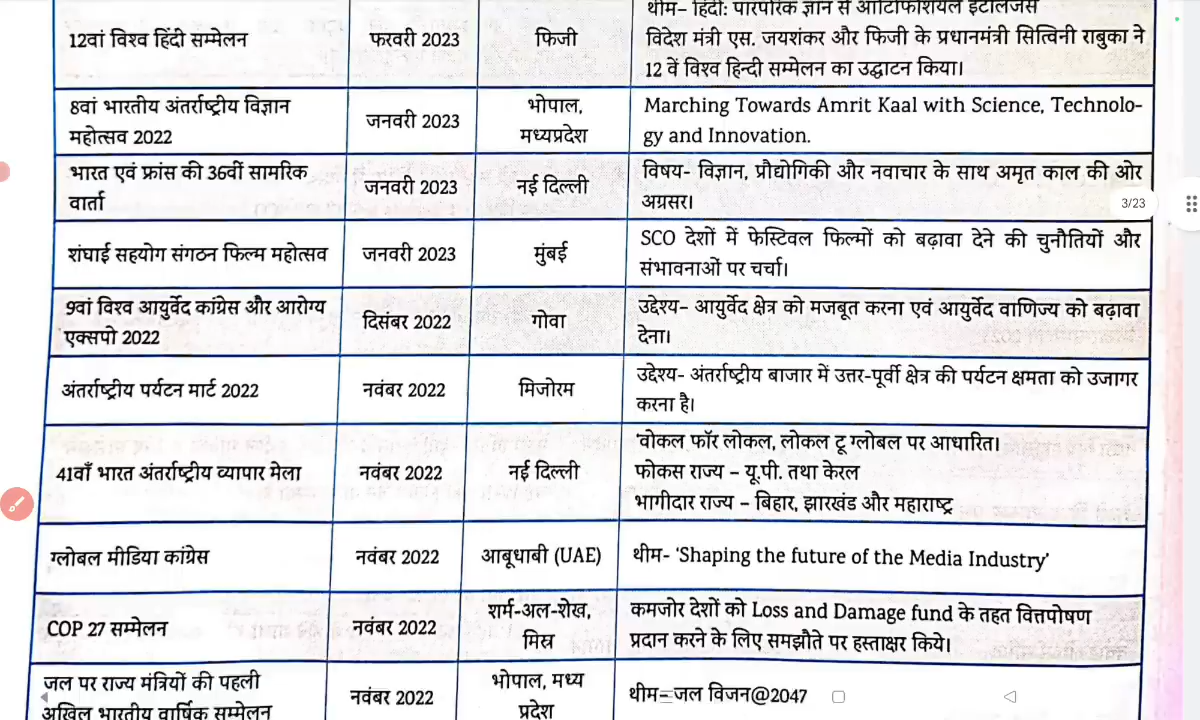 थीम– हिंदी: पारंपरिक ज्ञान से आर्टिफिशियल इंटेलिजेंस
12वां विश्व हिंदी सम्मेलन
फरवरी 2023
फिजी
विदेश मंत्री एस. जयशंकर और फिजी के प्रधानमंत्री सित्विनी राबुका ने
12 वें विश्व हिन्दी सम्मेलन का उद्घाटन किया।
8वां भारतीय अंतर्राष्ट्रीय विज्ञान
महोत्सव 2022
जनवरी 2023
भोपाल,
मध्यप्रदेश
Marching Towards Amrit Kaal with Science, Technolo-
gy and Innovation.
भारत एवं फ्रांस की 36वीं सामरिक
वार्ता
जनवरी 2023
नई दिल्ली
विषय- विज्ञान, प्रौद्योगिकी और नवाचार के साथ अमृत काल की ओर
अग्रसर।
3/23
शंघाई सहयोग संगठन फिल्म महोत्सव
जनवरी 2023
मुंबई
SCO देशों में फेस्टिवल फिल्मों को बढ़ावा देने की चुनौतियों और
संभावनाओं पर चर्चा।
9वां विश्व आयुर्वेद कांग्रेस और आरोग्य
एक्सपो 2022
दिसंबर 2022
गोवा
उद्देश्य- आयुर्वेद क्षेत्र को मजबूत करना एवं आयुर्वेद वाणिज्य को बढ़ावा
देना।
अंतर्राष्ट्रीय पर्यटन मार्ट 2022
नवंबर 2022
मिजोरम
उद्देश्य- अंतर्राष्ट्रीय बाजार में उत्तर-पूर्वी क्षेत्र की पर्यटन क्षमता को उजागर
करना है।
41वाँ भारत अंतर्राष्ट्रीय व्यापार मेला
नवंबर 2022
नई दिल्ली
'वोकल फॉर लोकल, लोकल टू ग्लोबल पर आधारित।
फोकस राज्य – यू.पी. तथा केरल
भागीदार राज्य – बिहार, झारखंड और महाराष्ट्र
ग्लोबल मीडिया कांग्रेस
नवंबर 2022
आबूधाबी (UAE)
थीम- ‘Shaping the future of the Media Industry’
COP 27 सम्मेलन
नवंबर 2022
शर्म-अल-शेख,
मिस्र
कमजोर देशों को Loss and Damage fund के तहत वित्तपोषण
प्रदान करने के लिए समझौते पर हस्ताक्षर किये।
जल पर राज्य मंत्रियों की पहली
अखिल भारतीय वार्षिक सम्मेलन
नवंबर 2022
भोपाल, मध्य
प्रदेश
थीम– जल विजन@2047